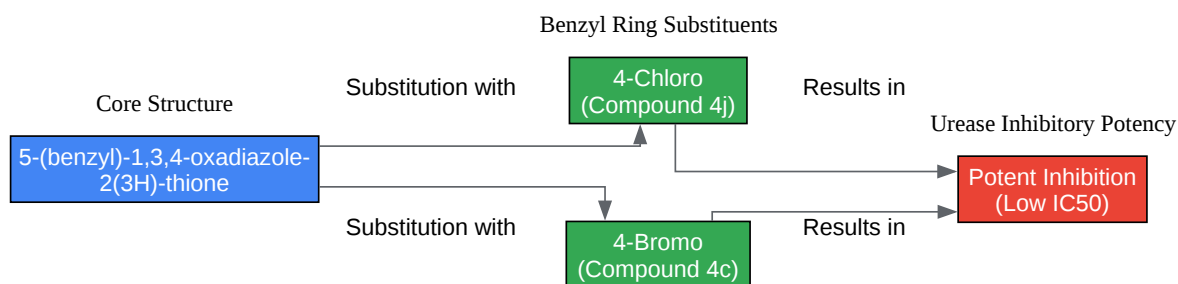 Benzyl Ring Substituents
Substitution with
4-Chloro
(Compound 4j)
Results in
Core Structure
5-(benzyl)-1,3,4-oxadiazole-
2(3H)-thione
Urease Inhibitory Potency
Potent Inhibition
(Low IC50)
Substitution with
4-Bromo
(Compound 4c)
Results in